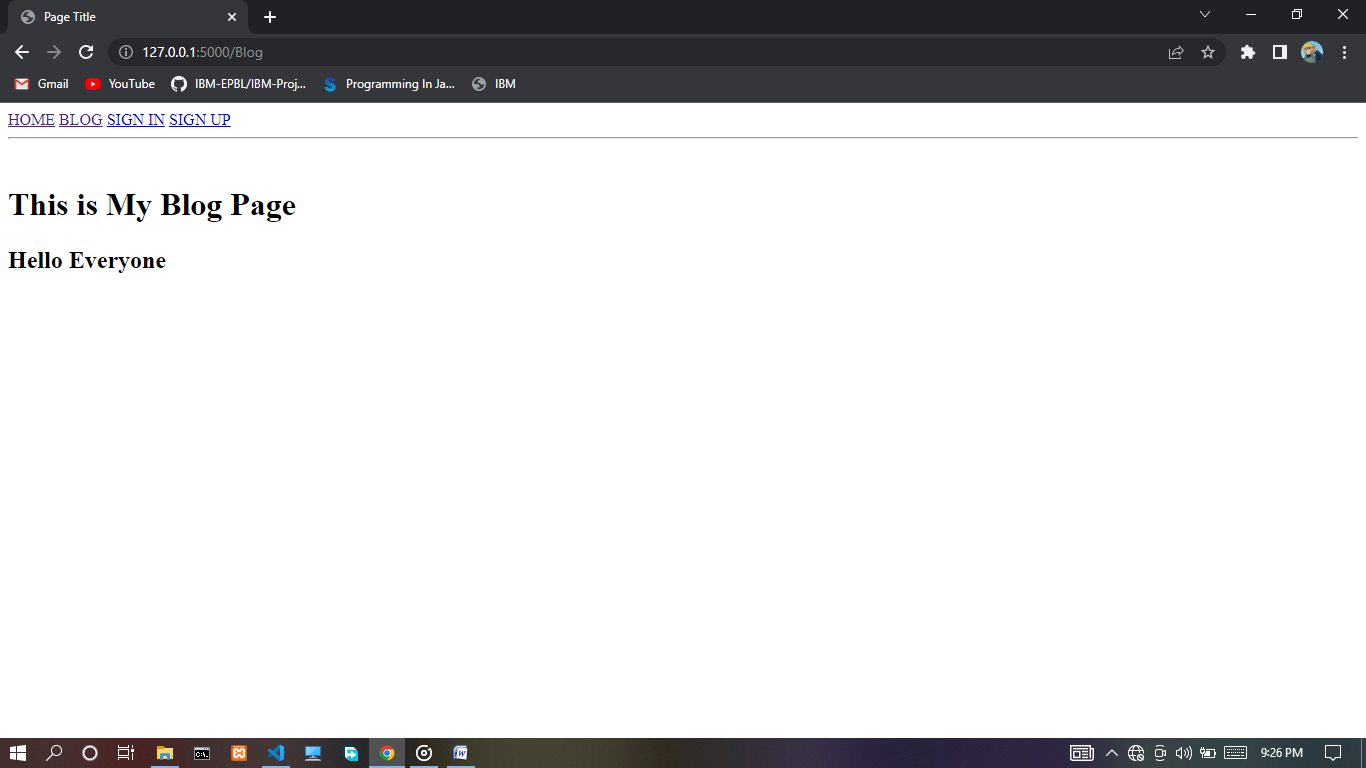 Page Title
127.0.0.1:5000/Blog
Gmail YouTube IBM-EPBL/IBM-Proj... Programming In Ja... IBM
HOME BLOG SIGN IN SIGN UP
This is My Blog Page
Hello Everyone
9:26 PM